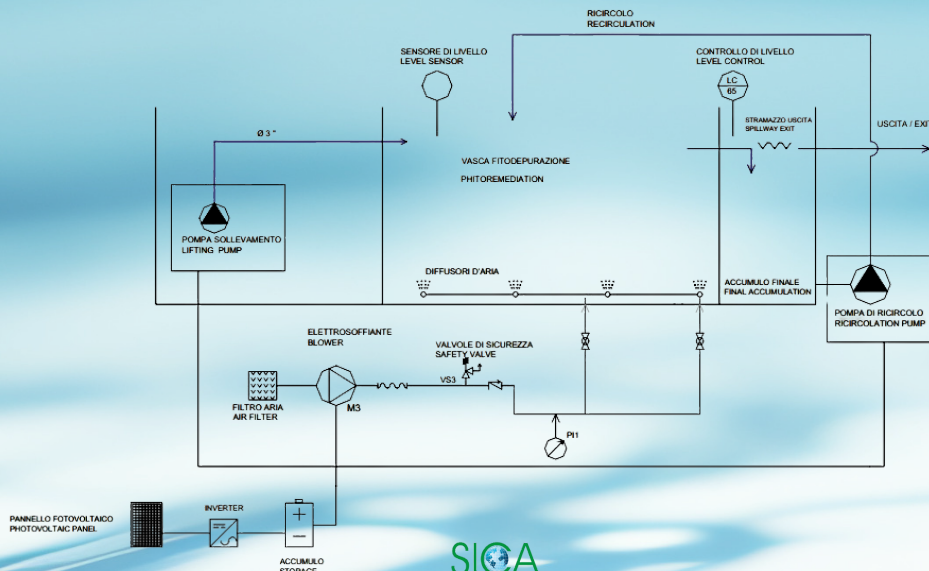 RICIRCOLO
RECIRCULATION
SENSORE DI LIVELLO
LEVEL SENSOR
CONTROLLO DI LIVELLO
LEVEL CONTROL
LC
65
STRAMAZZO USCITA
SPILLWAY EXIT
USCITA / EXIT
Ø 3 "
VASCA FITODEPURAZIONE
PHITOREMEDIATION
POMPA SOLLEVAMENTO
LIFTING PUMP
DIFFUSORI D'ARIA
ACCUMULO FINALE
FINAL ACCUMULATION
POMPA DI RICIRCOLO
RICIRCOLATION PUMP
ELETTROSOFFIANTE
BLOWER
VALVOLE DI SICUREZZA
SAFETY VALVE
VS3
FILTRO ARIA
AIR FILTER
M3
PI1
PANNELLO FOTOVOLTAICO
PHOTOVOLTAIC PANEL
INVERTER
ACCUMULO
STORAGE
SICA